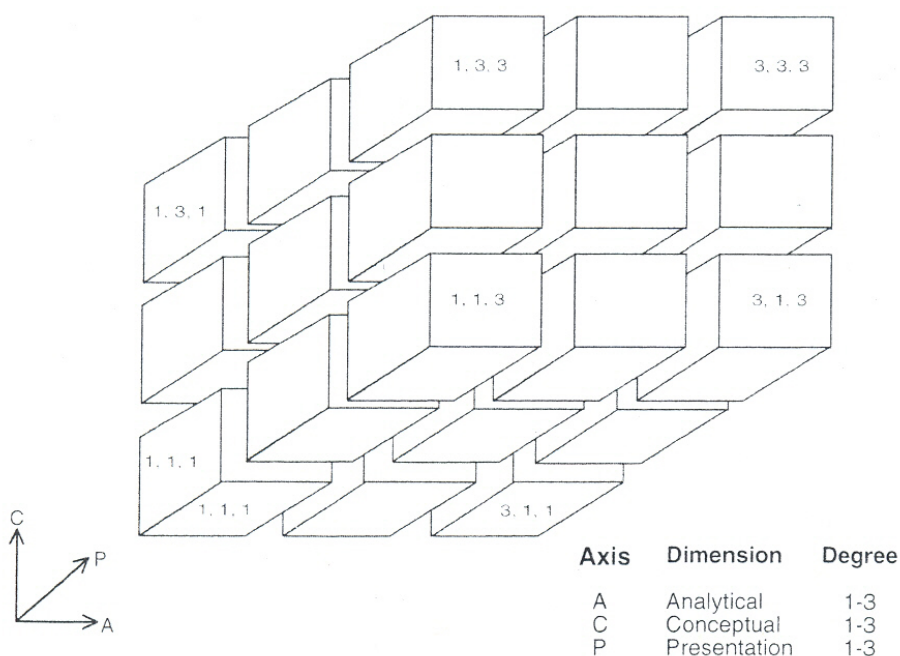 1, 3, 3
3, 3, 3
1, 3, 1
1, 1, 3
3, 1, 3
1, 1, 1
1, 1, 1
3, 1, 1
C
P
A
Axis Dimension Degree
A Analytical 1-3
C Conceptual 1-3
P Presentation 1-3